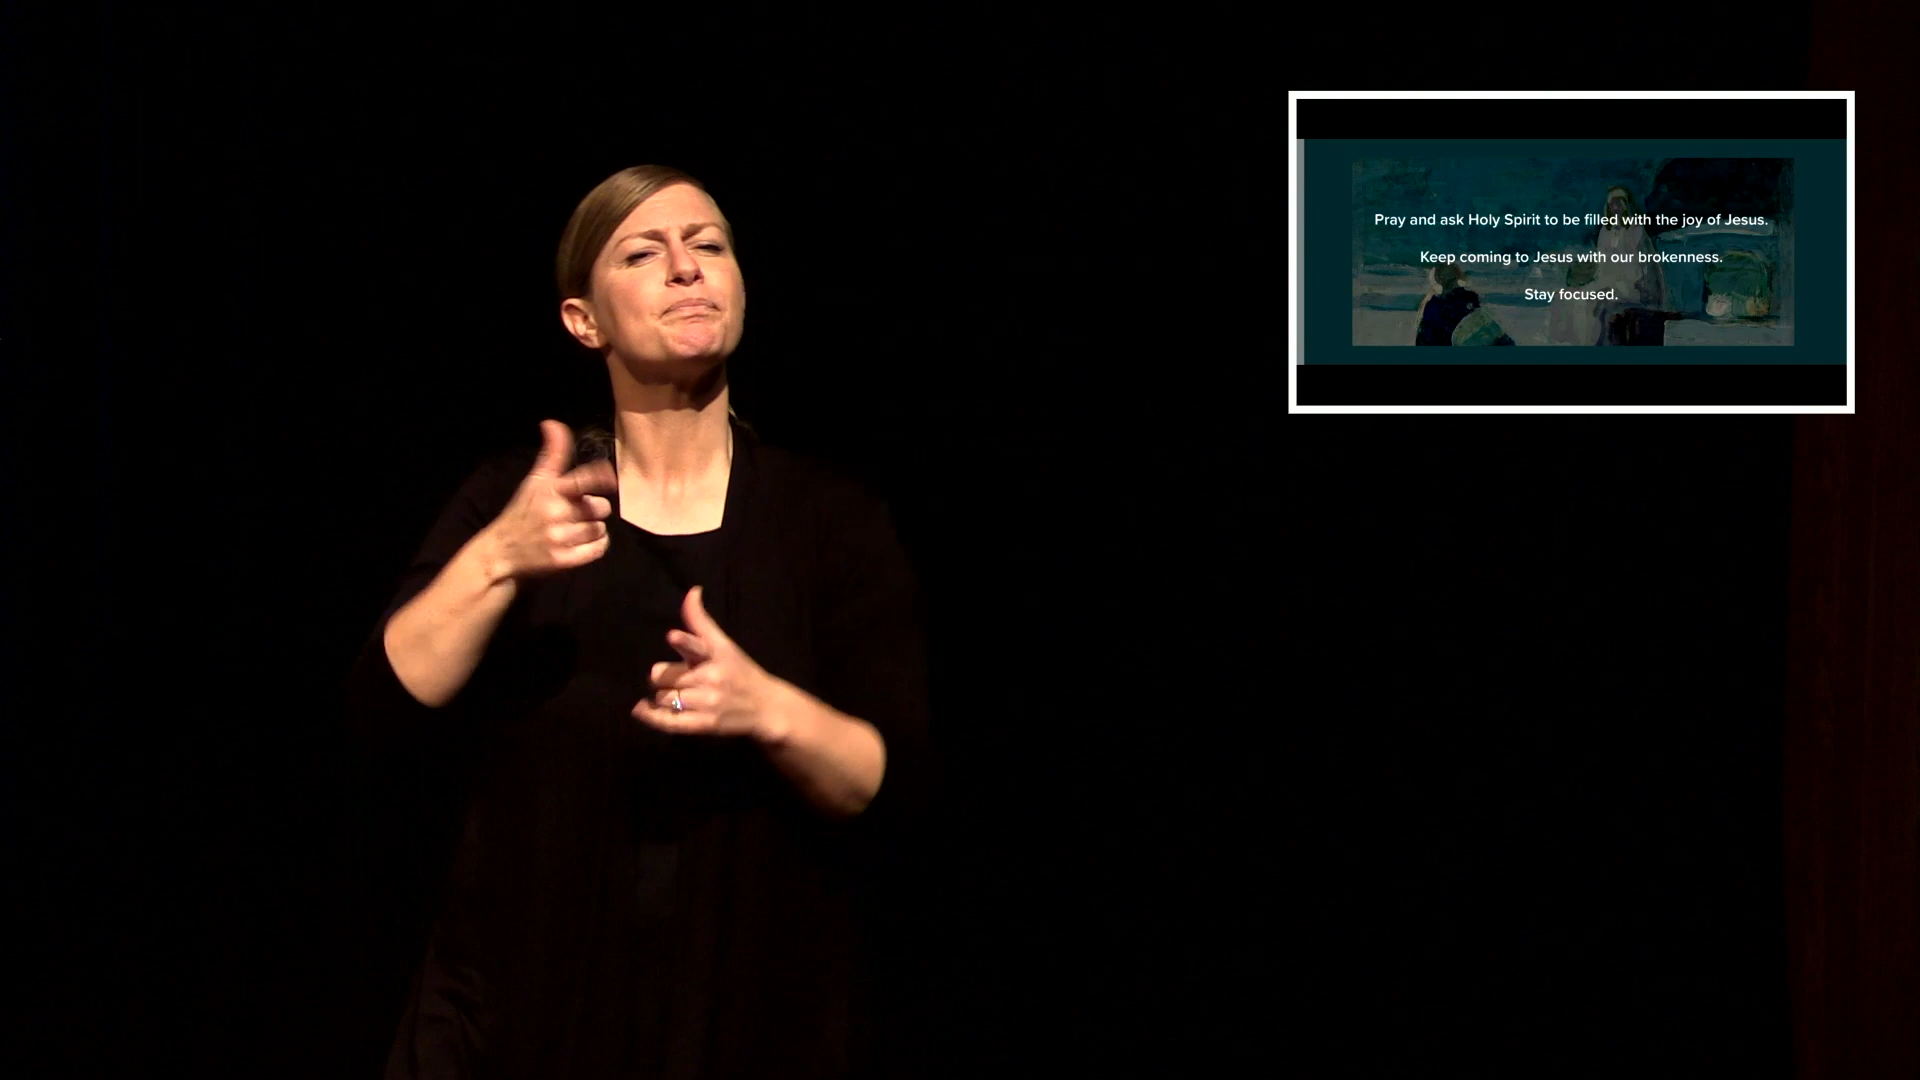 Pray and ask Holy Spirit to be filled with the joy of Jesus.
Keep coming to Jesus with our brokenness.
Stay focused.